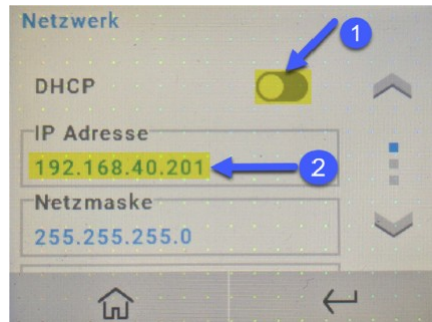 Netzwerk
1
DHCP
IP Adresse
192.168.40.201
2
Netzmaske
255.255.255.0